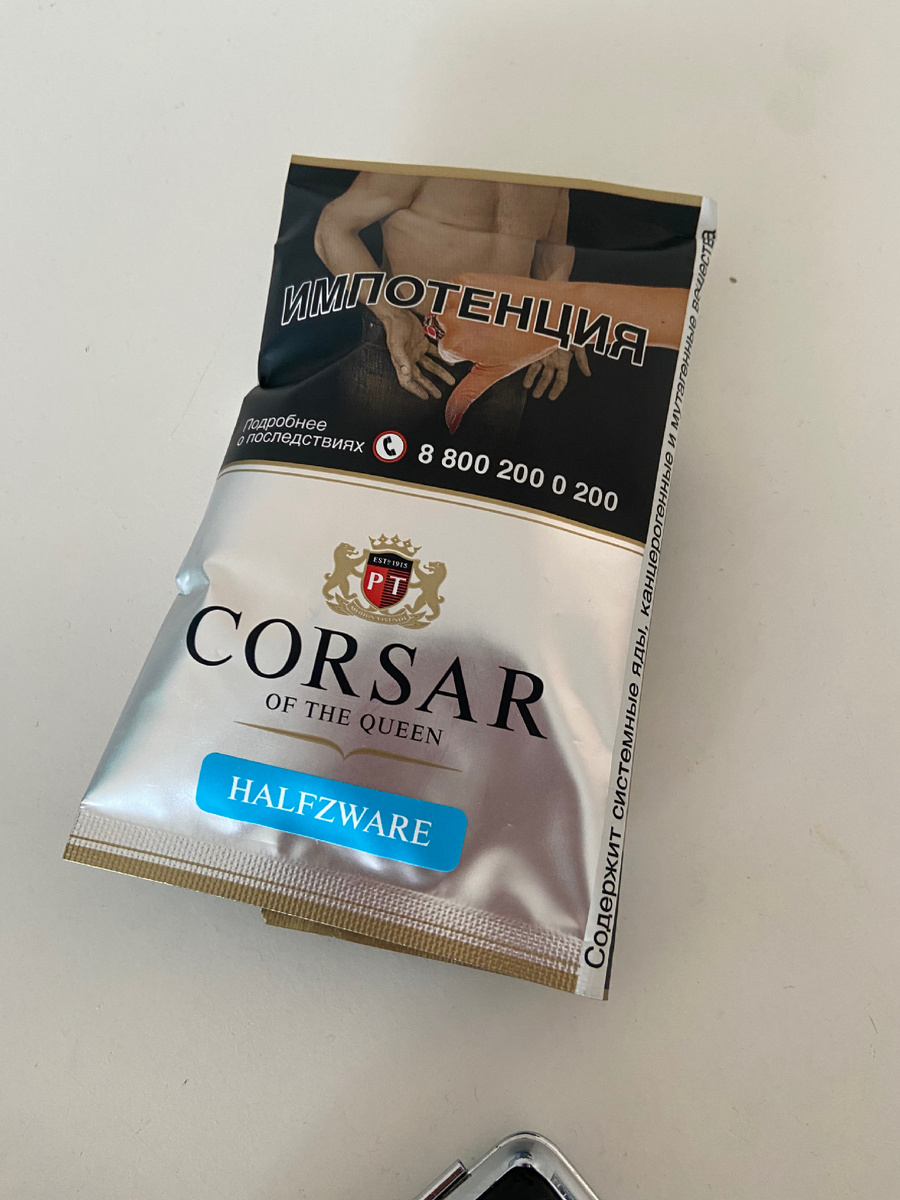 ИМПОТЕНЦИЯ
Подробнее
о последствиях
8 800 200 0 200
ESTD 1915
PT
CORSAR
OF THE QUEEN
HALFZWARE
Содержит системные яды, канцерогенные и мутагенные вещества